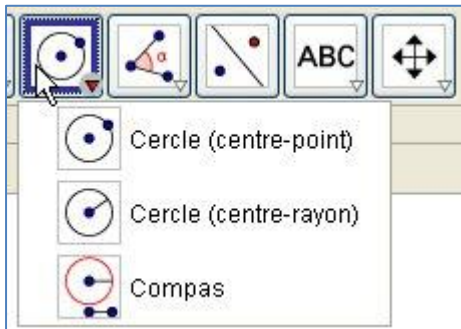 α
ABC
Cercle (centre-point)
Cercle (centre-rayon)
Compas